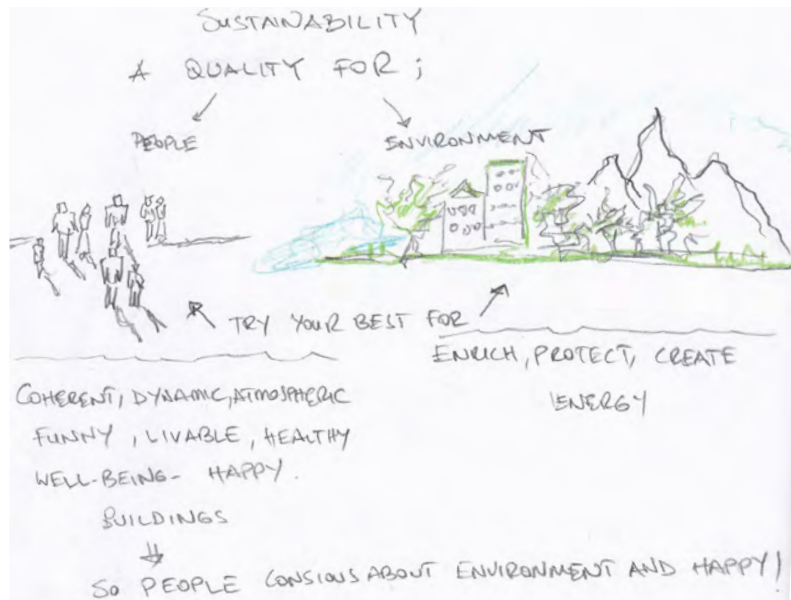 SUSTAINABILITY
A QUALITY FOR ;
PEOPLE
ENVIRONMENT
TRY YOUR BEST FOR
COHERENT, DYNAMIC, ATMOSPHERIC
FUNNY , LIVABLE , HEALTHY
WELL-BEING- HAPPY.
BUILDINGS
ENRICH, PROTECT, CREATE
ENERGY
SO PEOPLE CONSIOUS ABOUT ENVIRONMENT AND HAPPY!